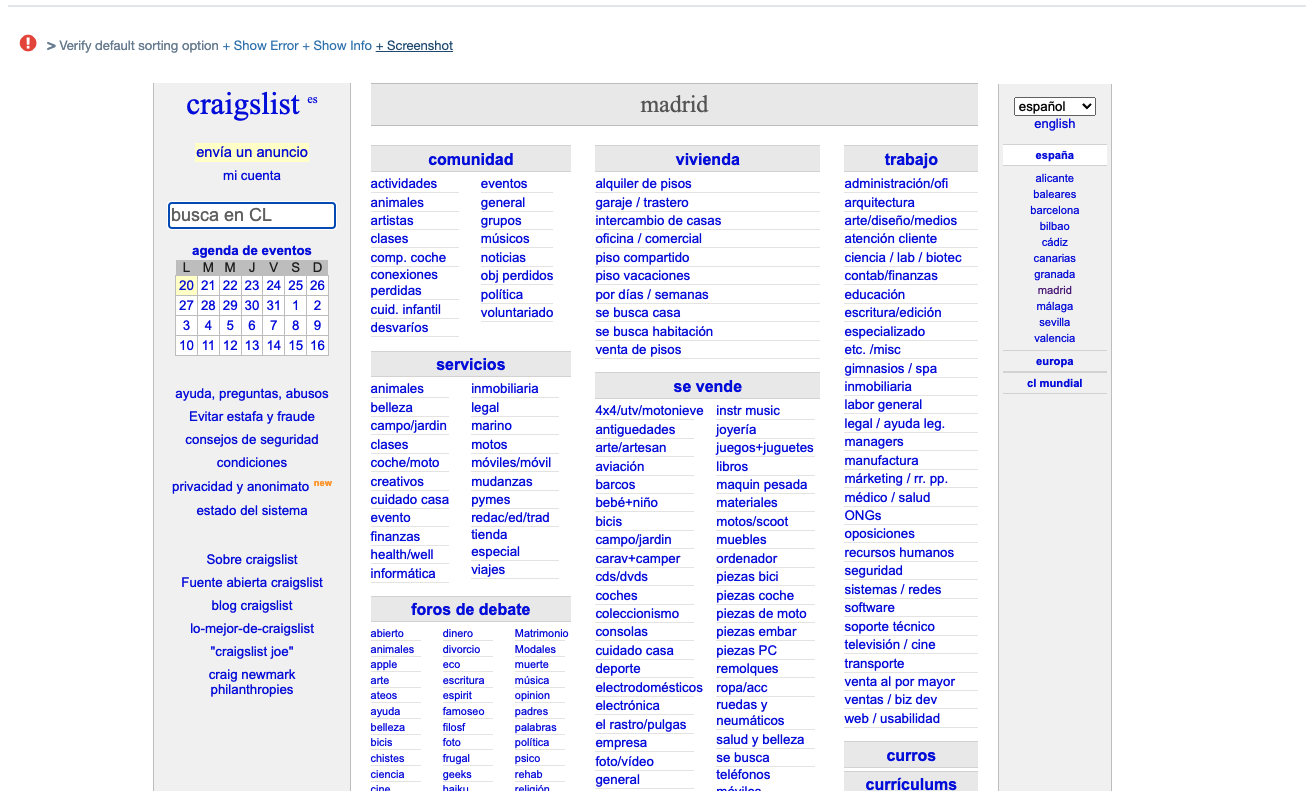 > Verify default sorting option + Show Error + Show Info + Screenshot
craigslist es
envía un anuncio
mi cuenta
busca en CL
agenda de eventos
L M M J V S D
20 21 22 23 24 25 26
27 28 29 30 31 1 2
3 4 5 6 7 8 9
10 11 12 13 14 15 16
ayuda, preguntas, abusos
Evitar estafa y fraude
consejos de seguridad
condiciones
privacidad y anonimato new
estado del sistema
Sobre craigslist
Fuente abierta craigslist
blog craigslist
lo-mejor-de-craigslist
"craigslist joe"
craig newmark
philanthropies
madrid
comunidad
actividades
animales
artistas
clases
comp. coche
conexiones
perdidas
cuid. infantil
desvaríos
eventos
general
grupos
músicos
noticias
obj perdidos
política
voluntariado
servicios
animales
belleza
campo/jardin
clases
coche/moto
creativos
cuidado casa
evento
finanzas
health/well
informática
inmobiliaria
legal
marino
motos
móviles/móvil
mudanzas
pymes
redac/ed/trad
tienda
especial
viajes
foros de debate
abierto
animales
apple
arte
ateos
ayuda
belleza
bicis
chistes
ciencia
cine
dinero
divorcio
eco
escritura
espirit
famoseo
filosf
foto
frugal
geeks
haiku
Matrimonio
Modales
muerte
música
opinion
padres
palabras
política
psico
rehab
religión
vivienda
alquiler de pisos
garaje / trastero
intercambio de casas
oficina / comercial
piso compartido
piso vacaciones
por días / semanas
se busca casa
se busca habitación
venta de pisos
se vende
4x4/utv/motonieve
antiguedades
arte/artesan
aviación
barcos
bebé+niño
bicis
campo/jardin
carav+camper
cds/dvds
coches
coleccionismo
consolas
cuidado casa
deporte
electrodomésticos
electrónica
el rastro/pulgas
empresa
foto/vídeo
general
instr music
joyería
juegos+juguetes
libros
maquin pesada
materiales
motos/scoot
muebles
ordenador
piezas bici
piezas coche
piezas de moto
piezas embar
piezas PC
remolques
ropa/acc
ruedas y
neumáticos
salud y belleza
se busca
teléfonos
móviles
trabajo
administración/ofi
arquitectura
arte/diseño/medios
atención cliente
ciencia / lab / biotec
contab/finanzas
educación
escritura/edición
especializado
etc. /misc
gimnasios / spa
inmobiliaria
labor general
legal / ayuda leg.
managers
manufactura
márketing / rr. pp.
médico / salud
ONGs
oposiciones
recursos humanos
seguridad
sistemas / redes
software
soporte técnico
televisión / cine
transporte
venta al por mayor
ventas / biz dev
web / usabilidad
curros
currículums
español
english
españa
alicante
baleares
barcelona
bilbao
cádiz
canarias
granada
madrid
málaga
sevilla
valencia
europa
cl mundial